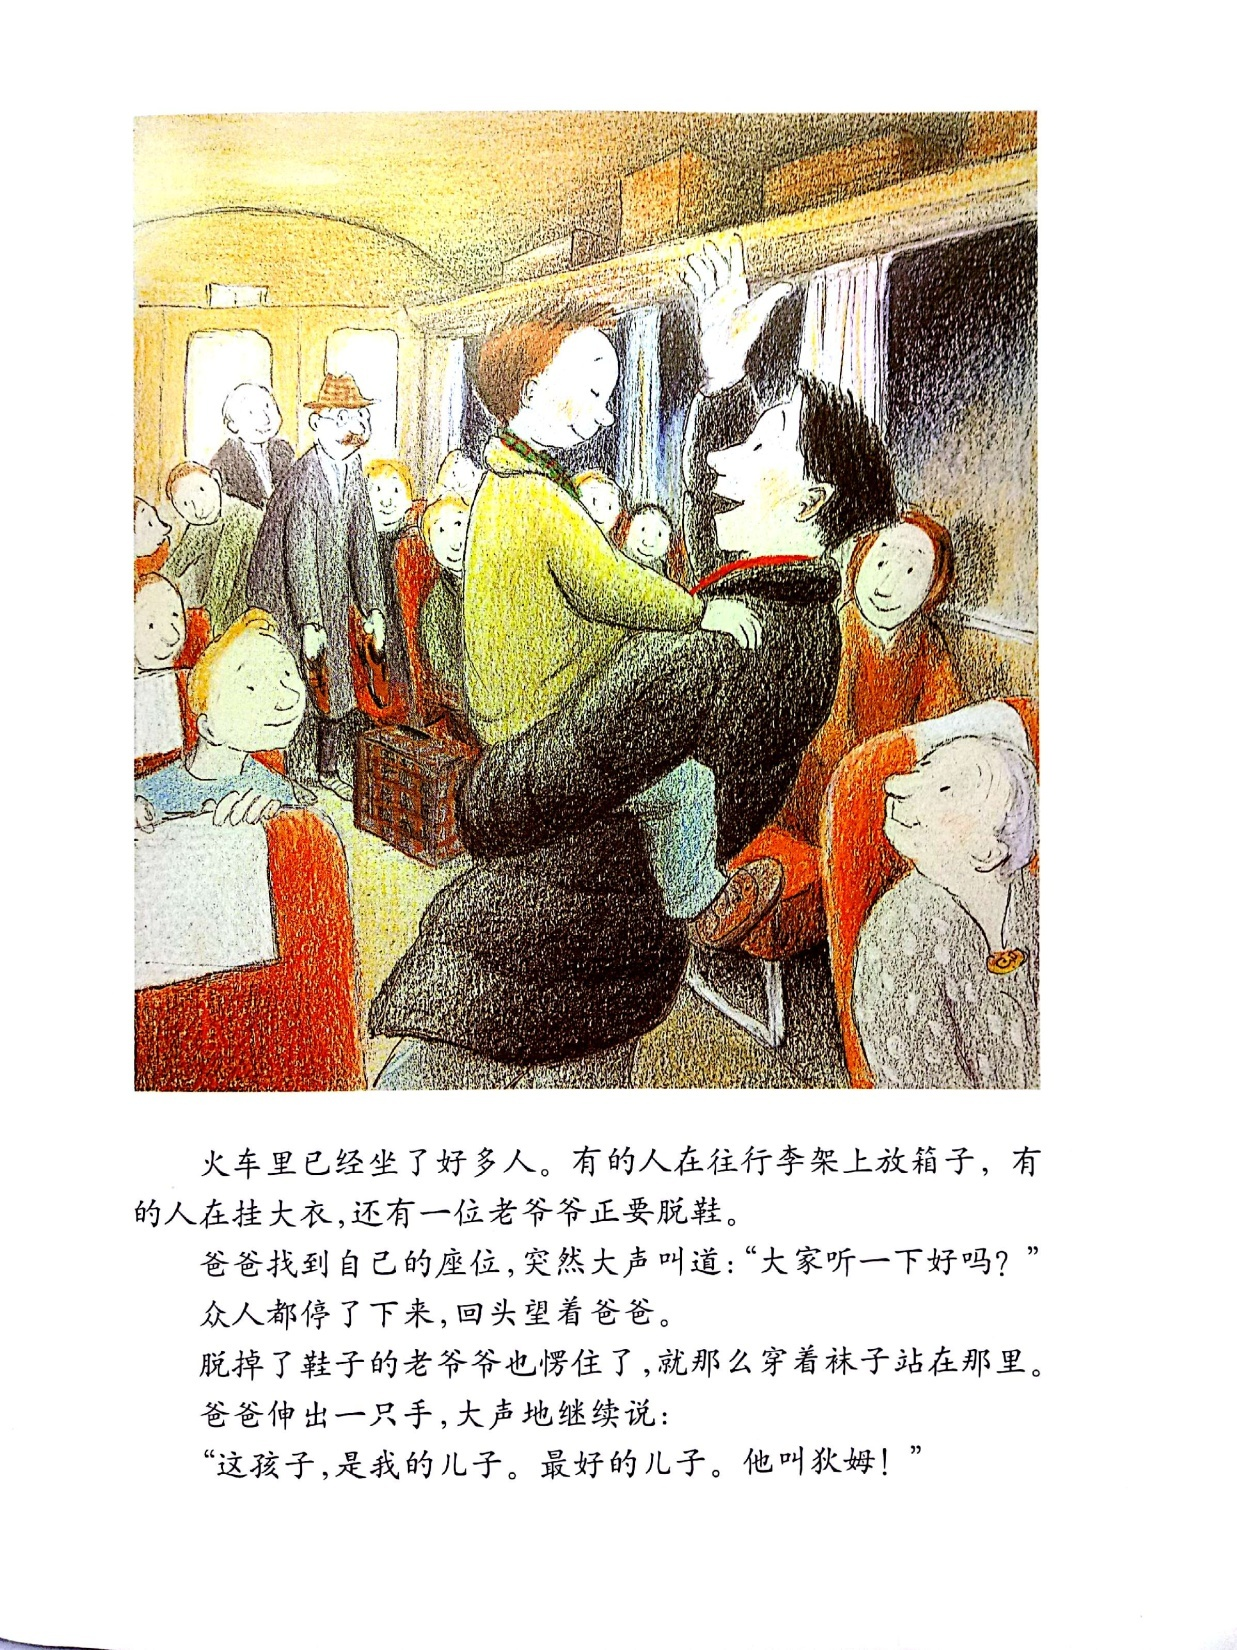 火车里已经坐了好多人。有的人在往行李架上放箱子，有
的人在挂大衣，还有一位老爷爷正要脱鞋。
爸爸找到自己的座位，突然大声叫道：“大家听一下好吗？”
众人都停了下来，回头望着爸爸。
脱掉了鞋子的老爷爷也愣住了，就那么穿着袜子站在那里。
爸爸伸出一只手，大声地继续说：
“这孩子，是我的儿子。最好的儿子。他叫狄姆！”